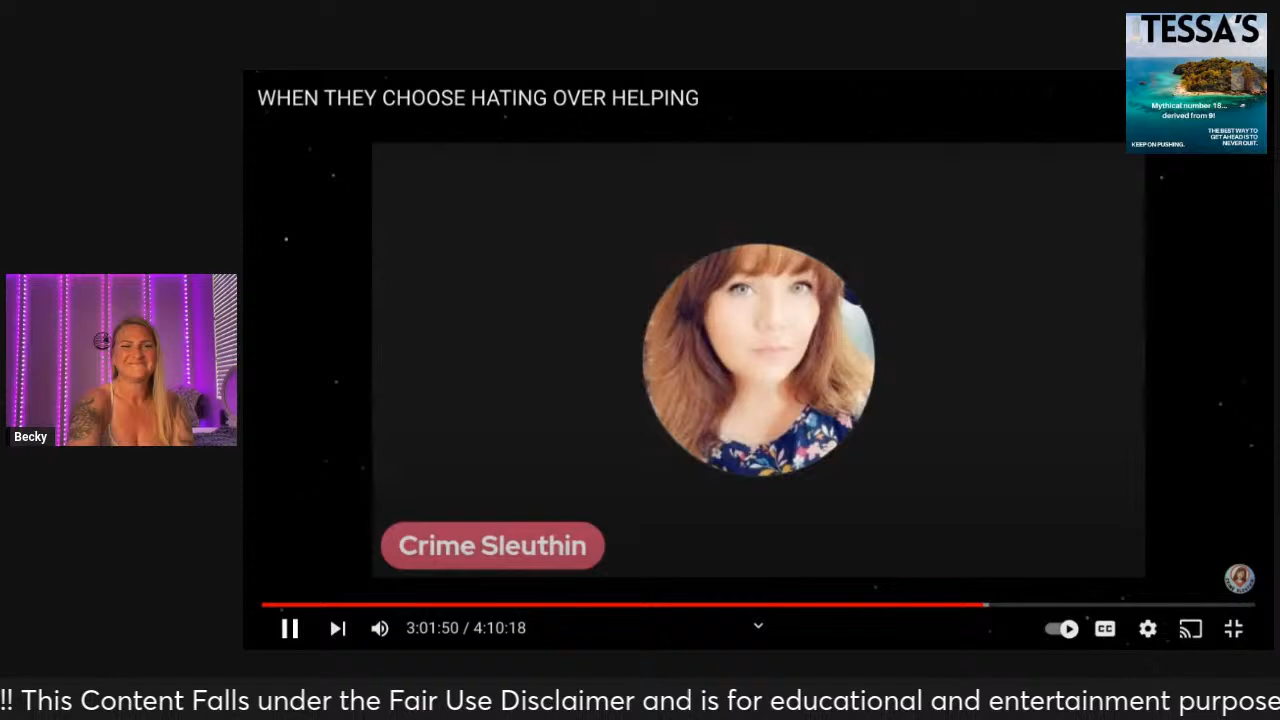 TESSA'S
Mythical number 18...
derived from 9!
THE BEST WAY TO
GET AHEAD IS TO
NEVER QUIT.
KEEP ON PUSHING.
WHEN THEY CHOOSE HATING OVER HELPING
Becky
Crime Sleuthin
3:01:50 / 4:10:18
CC
!! This Content Falls under the Fair Use Disclaimer and is for educational and entertainment purpose